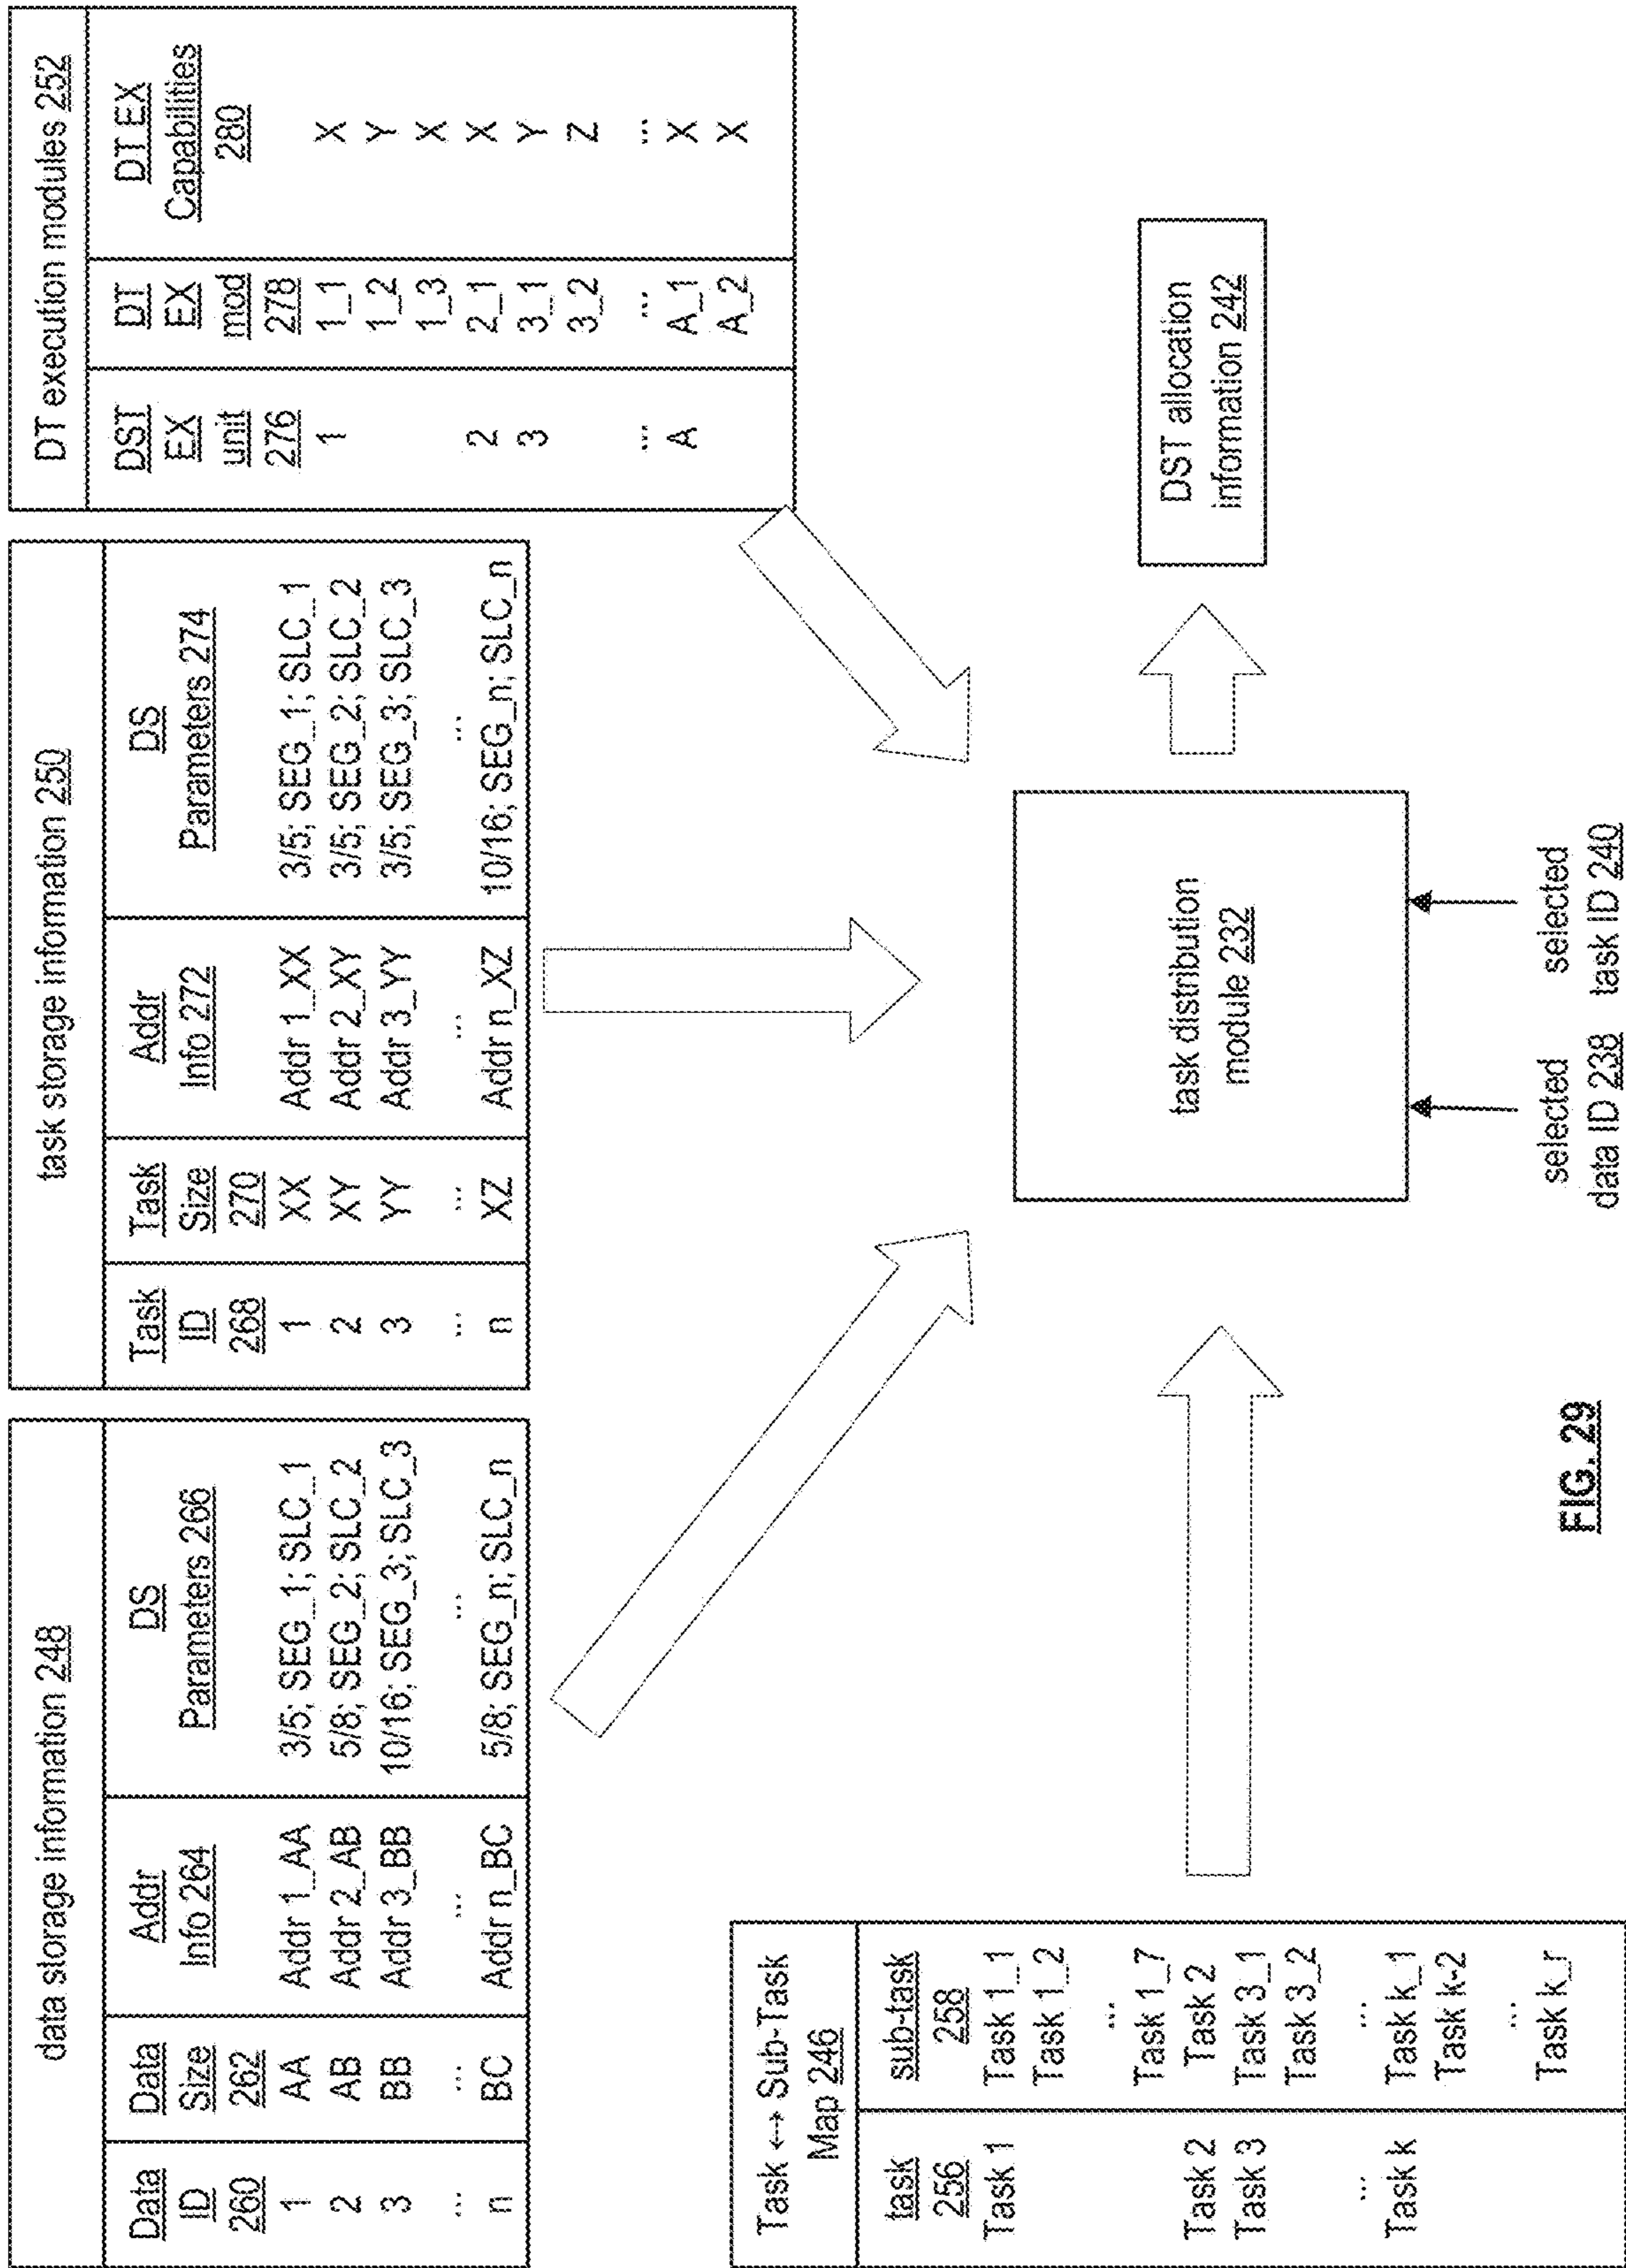 data storage information 248
Data ID 260 Data Size 262 Addr Info 264 DS Parameters 266
1 AA Addr 1_AA 3/5; SEG_1; SLC_1
2 AB Addr 2_AB 5/8; SEG_2; SLC_2
3 BB Addr 3_BB 10/16; SEG_3; SLC_3
... ... ... ...
n BC Addr n_BC 5/8; SEG_n; SLC_n
task storage information 250
Task ID 268 Task Size 270 Addr Info 272 DS Parameters 274
1 XX Addr 1_XX 3/5; SEG_1; SLC_1
2 XY Addr 2_XY 3/5; SEG_2; SLC_2
3 YY Addr 3_YY 3/5; SEG_3; SLC_3
... ... ... ...
n XZ Addr n_XZ 10/16; SEG_n; SLC_n
DT execution modules 252
DST EX unit 276 DT EX mod 278 DT EX Capabilities 280
1 1_1 X
1_2 Y
1_3 X
2 2_1 X
3 3_1 Y
3_2 Z
... ... ...
A A_1 X
A_2 X
Task ↔ Sub-Task
Map 246
task 256 sub-task 258
Task 1 Task 1_1
Task 1_2
...
Task 1_7
Task 2 Task 2
Task 3 Task 3_1
Task 3_2
... ...
Task k Task k_1
Task k-2
...
Task k_r
task distribution
module 232
DST allocation
information 242
selected
data ID 238
selected
task ID 240
FIG. 29